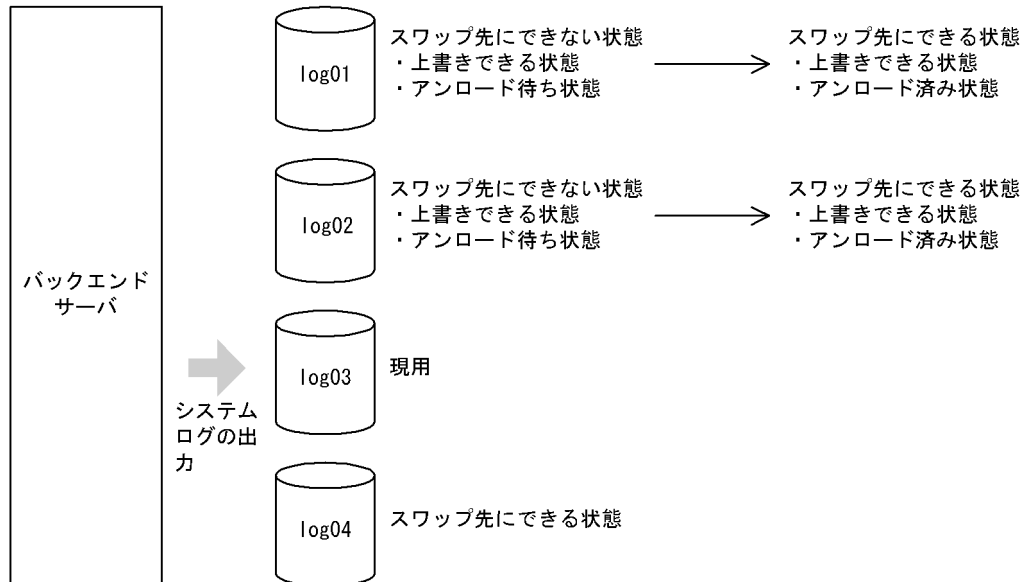 バックエンド
サーバ
システム
ログの出
力
log01
スワップ先にできない状態
・上書きできる状態
・アンロード待ち状態
スワップ先にできる状態
・上書きできる状態
・アンロード済み状態
log02
スワップ先にできない状態
・上書きできる状態
・アンロード待ち状態
スワップ先にできる状態
・上書きできる状態
・アンロード済み状態
log03
現用
log04
スワップ先にできる状態